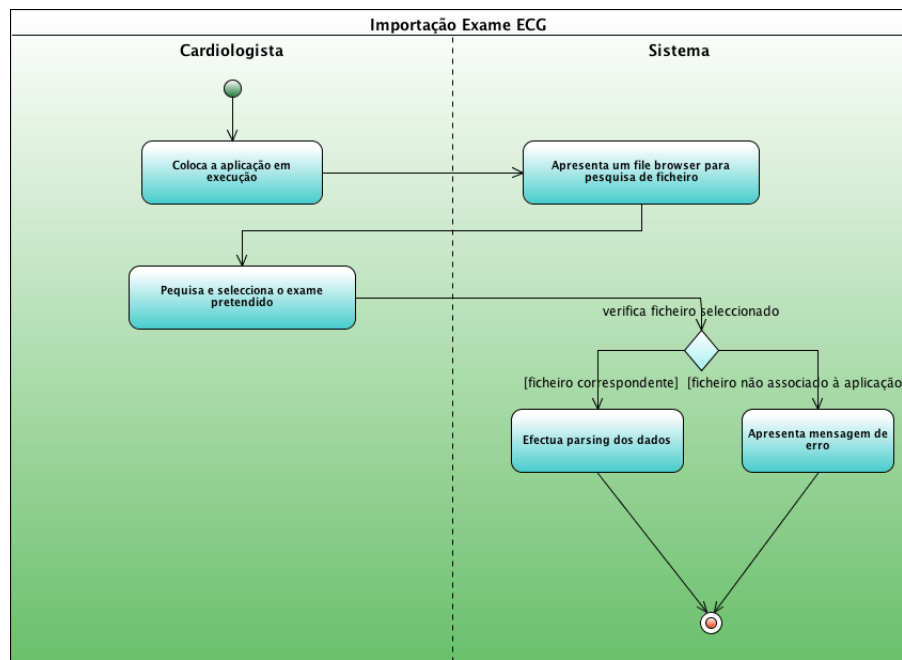 Importação Exame ECG
Cardiologista
Sistema
Coloca a aplicação em
execução
Apresenta um file browser para
pesquisa de ficheiro
Pequisa e selecciona o exame
pretendido
verifica ficheiro seleccionado
[ficheiro correspondente]
[ficheiro não associado à aplicação
Efectua parsing dos dados
Apresenta mensagem de
erro